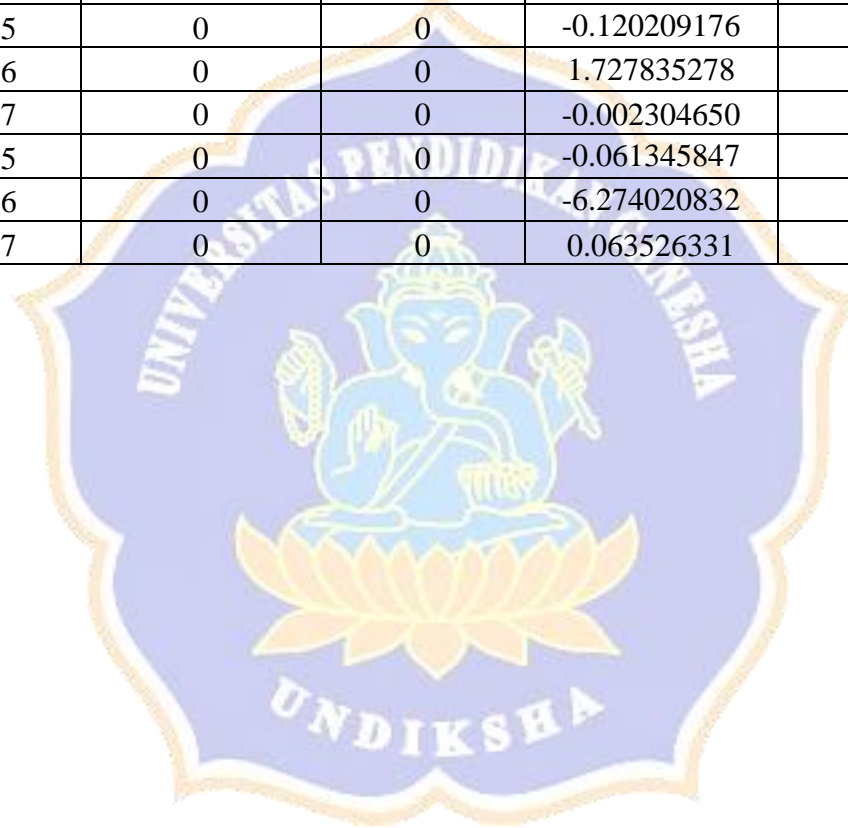 5 0 0 -0.120209176
6 0 0 1.727835278
7 0 0 -0.002304650
5 0 0 -0.061345847
6 0 0 -6.274020832
7 0 0 0.063526331
UNIVERSITAS PENDIDIKAN GANESHA
UNDIKSHA